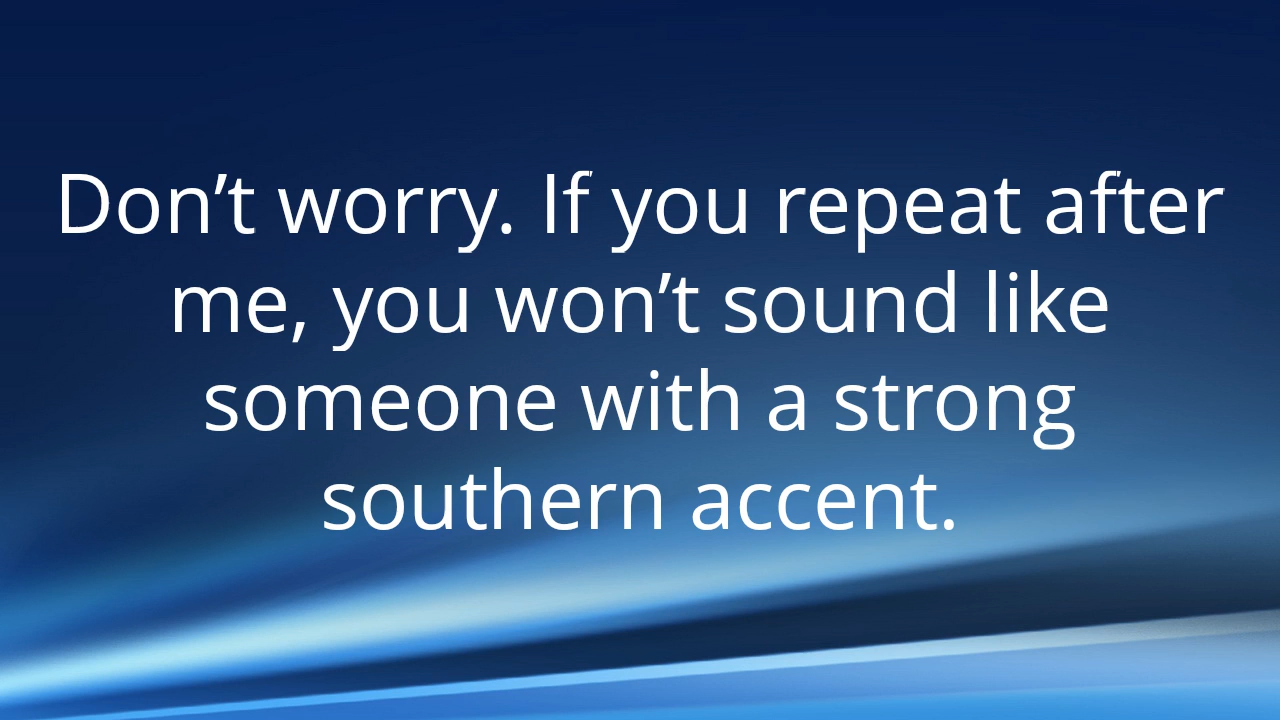 Don’t worry. If you repeat after
me, you won’t sound like
someone with a strong
southern accent.